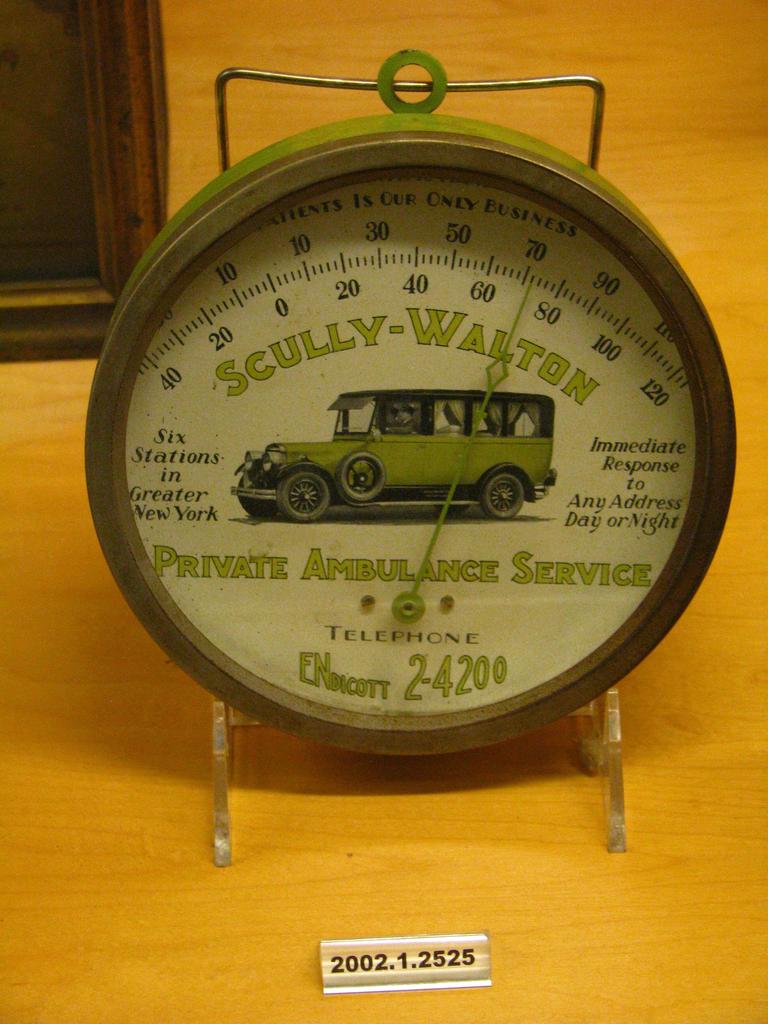 Is Our Only Business
10 10 30 50 70 90
40 20 0 20 40 60 80 100 120
Scully-Walton
Six
Stations
in
Greater
New York
Immediate
Response
to
Any Address
Day or Night
Private Ambulance Service
Telephone
ENdicott 2-4200
2002.1.2525